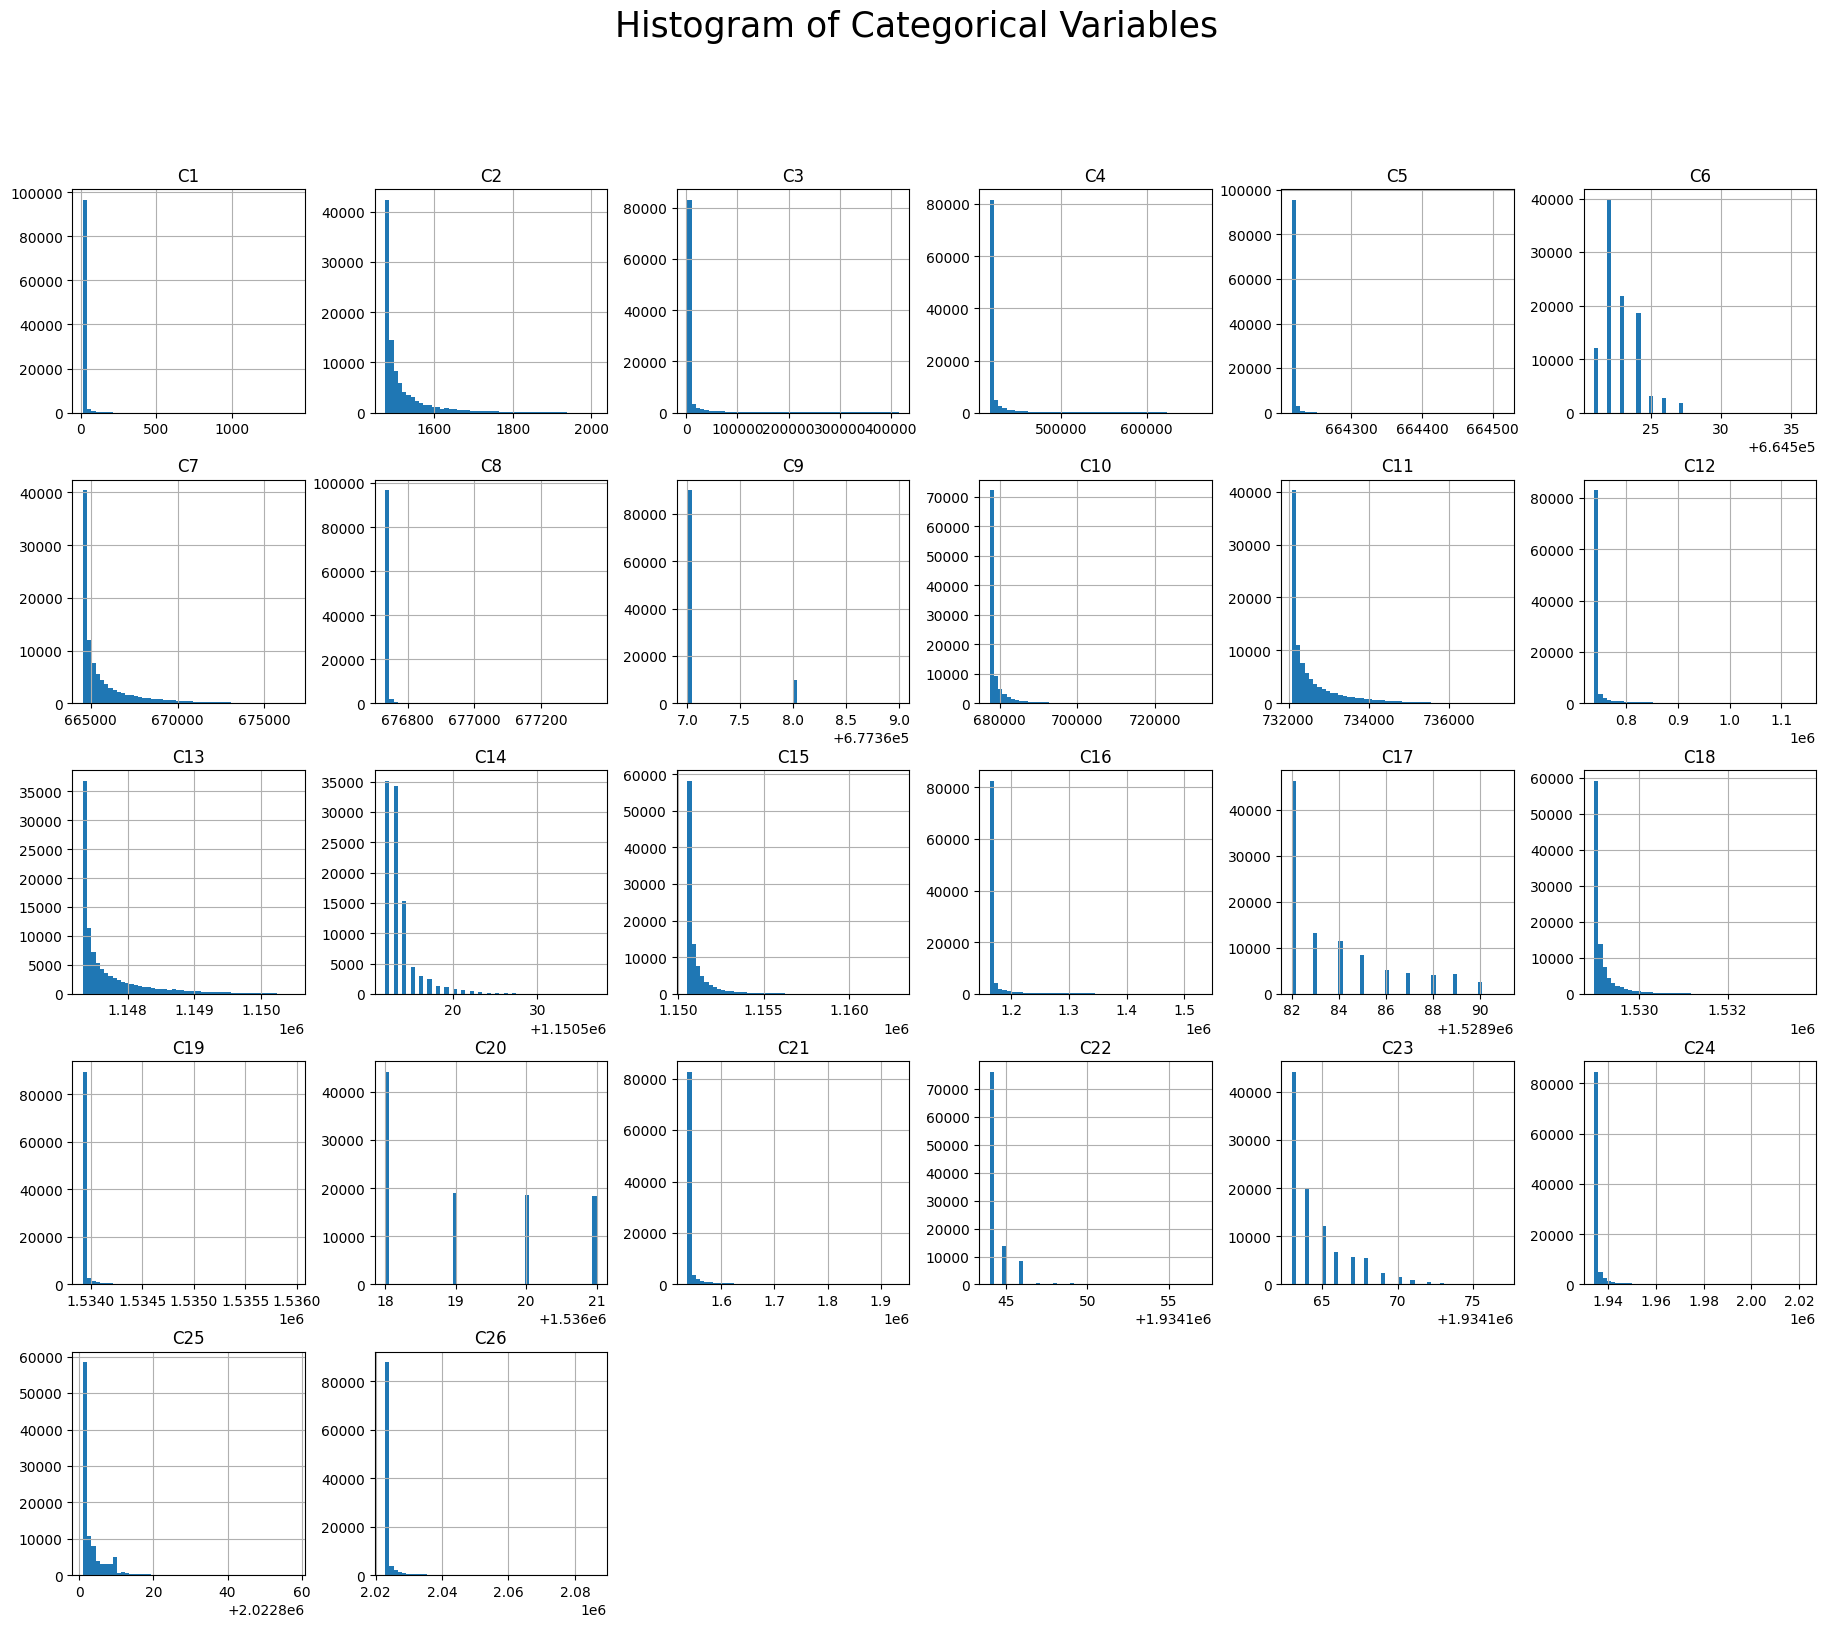 Histogram of Categorical Variables
C1 C2 C3 C4 C5 C6
100000 80000 60000 40000 20000 0
40000 30000 20000 10000 0
80000 60000 40000 20000 0
80000 60000 40000 20000 0
100000 80000 60000 40000 20000 0
40000 30000 20000 10000 0
0 500 1000
1600 1800 2000
0 100000 200000 300000 400000
500000 600000
664300 664400 664500
25 30 35
+6.645e5
C7 C8 C9 C10 C11 C12
40000 30000 20000 10000 0
100000 80000 60000 40000 20000 0
80000 60000 40000 20000 0
70000 60000 50000 40000 30000 20000 10000 0
40000 30000 20000 10000 0
80000 60000 40000 20000 0
665000 670000 675000
676800 677000 677200
7.0 7.5 8.0 8.5 9.0
+6.7736e5
680000 700000 720000
732000 734000 736000
0.8 0.9 1.0 1.1
1e6
C13 C14 C15 C16 C17 C18
35000 30000 25000 20000 15000 10000 5000 0
35000 30000 25000 20000 15000 10000 5000 0
60000 50000 40000 30000 20000 10000 0
80000 60000 40000 20000 0
40000 30000 20000 10000 0
60000 50000 40000 30000 20000 10000 0
1.148 1.149 1.150
1e6
20 30
+1.1505e6
1.150 1.155 1.160
1e6
1.2 1.3 1.4 1.5
1e6
82 84 86 88 90
+1.5289e6
1.530 1.532
1e6
C19 C20 C21 C22 C23 C24
80000 60000 40000 20000 0
40000 30000 20000 10000 0
80000 60000 40000 20000 0
70000 60000 50000 40000 30000 20000 10000 0
40000 30000 20000 10000 0
80000 60000 40000 20000 0
1.5340 1.5345 1.5350 1.5355 1.5360
1e6
18 19 20 21
+1.536e6
1.6 1.7 1.8 1.9
1e6
45 50 55
+1.9341e6
65 70 75
+1.9341e6
1.94 1.96 1.98 2.00 2.02
1e6
C25 C26
60000 50000 40000 30000 20000 10000 0
80000 60000 40000 20000 0
0 20 40 60
+2.0228e6
2.02 2.04 2.06 2.08
1e6